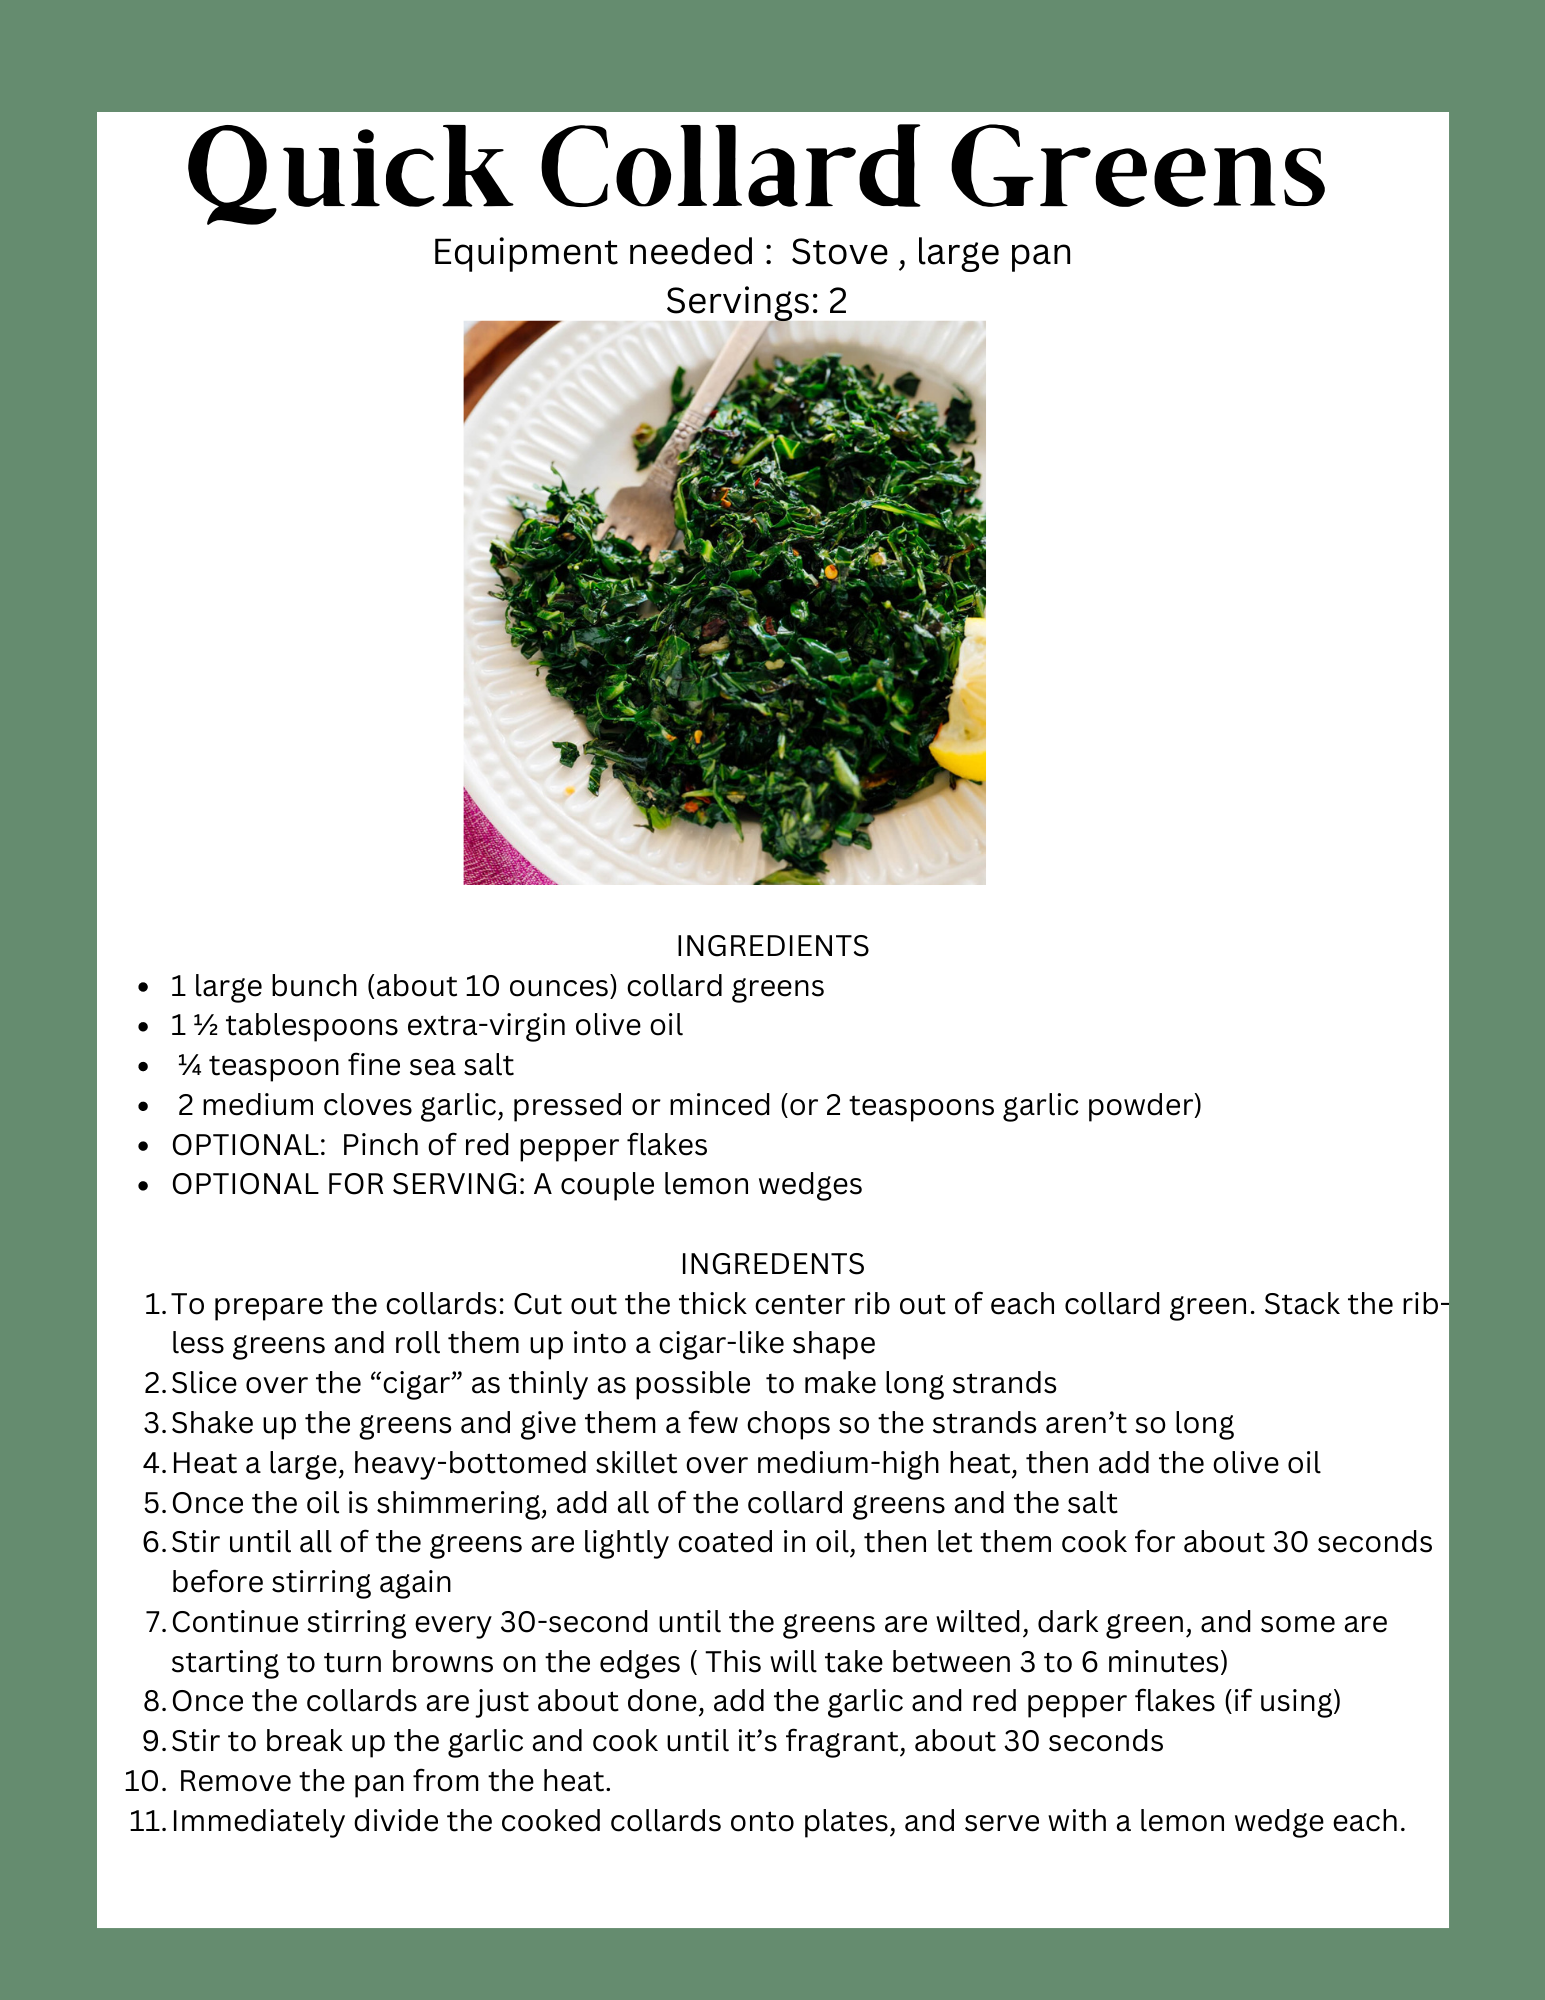 Quick Collard Greens
Equipment needed :  Stove , large pan
Servings: 2
INGREDIENTS
• 1 large bunch (about 10 ounces) collard greens
• 1 ½ tablespoons extra-virgin olive oil
• ¼ teaspoon fine sea salt
• 2 medium cloves garlic, pressed or minced (or 2 teaspoons garlic powder)
• OPTIONAL:  Pinch of red pepper flakes
• OPTIONAL FOR SERVING: A couple lemon wedges
INGREDENTS
1. To prepare the collards: Cut out the thick center rib out of each collard green. Stack the rib-
less greens and roll them up into a cigar-like shape
2. Slice over the “cigar” as thinly as possible  to make long strands
3. Shake up the greens and give them a few chops so the strands aren’t so long
4. Heat a large, heavy-bottomed skillet over medium-high heat, then add the olive oil
5. Once the oil is shimmering, add all of the collard greens and the salt
6. Stir until all of the greens are lightly coated in oil, then let them cook for about 30 seconds
before stirring again
7. Continue stirring every 30-second until the greens are wilted, dark green, and some are
starting to turn browns on the edges ( This will take between 3 to 6 minutes)
8. Once the collards are just about done, add the garlic and red pepper flakes (if using)
9. Stir to break up the garlic and cook until it’s fragrant, about 30 seconds
10. Remove the pan from the heat.
11. Immediately divide the cooked collards onto plates, and serve with a lemon wedge each.